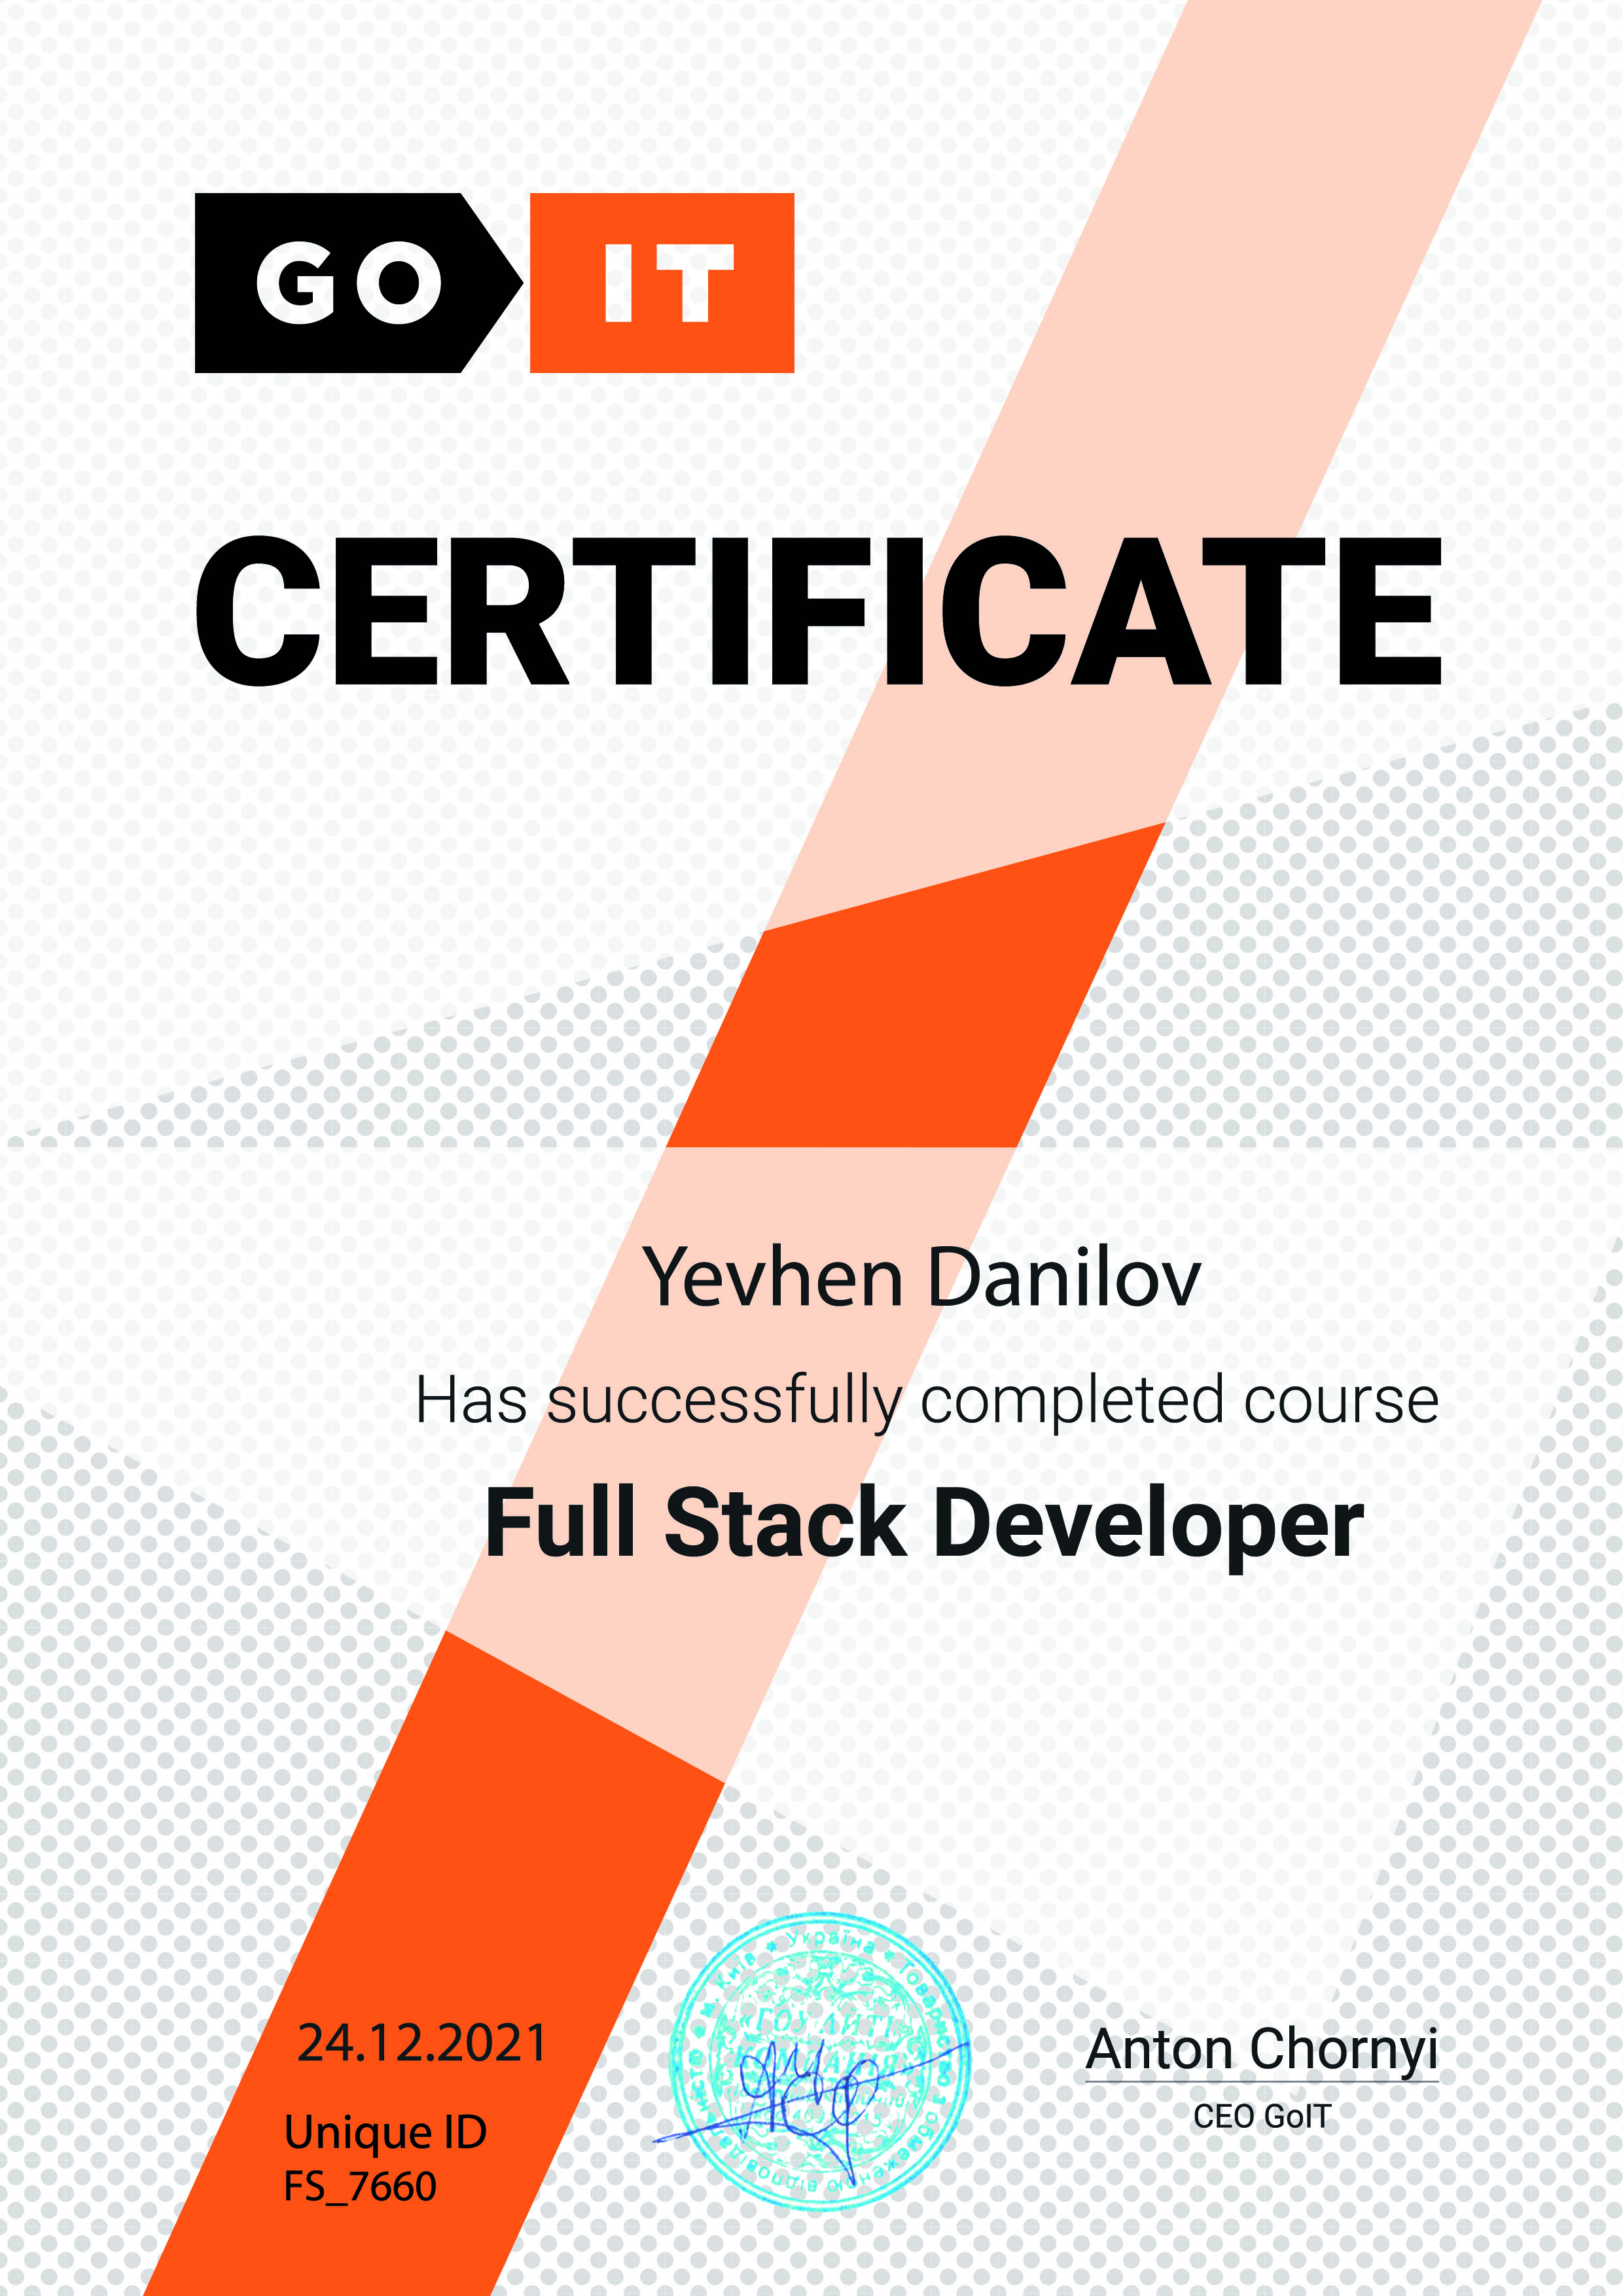 GO IT
CERTIFICATE
Yevhen Danilov
Has successfully completed course
Full Stack Developer
24.12.2021
Unique ID
FS_7660
м. Київ * Україна * Товариство з обмеженою відповідальністю
«ГОУ АЙТІ
Anton Chornyi
CEO GoIT